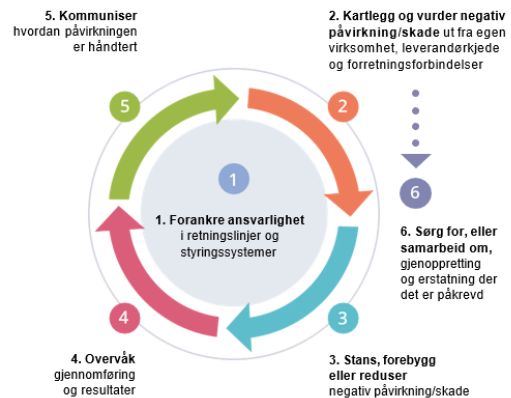 5. Kommuniser
hvordan påvirkningen
er håndtert
2. Kartlegg og vurder negativ
påvirkning/skade ut fra egen
virksomhet, leverandørkjede
og forretningsforbindelser
5
2
1
6
1. Forankre ansvarlighet
i retningslinjer og
styringssystemer
6. Sørg for, eller
samarbeid om,
gjenoppretting
og erstatning der
det er påkrevd
4
3
4. Overvåk
gjennomføring
og resultater
3. Stans, forebygg
eller reduser
negativ påvirkning/skade